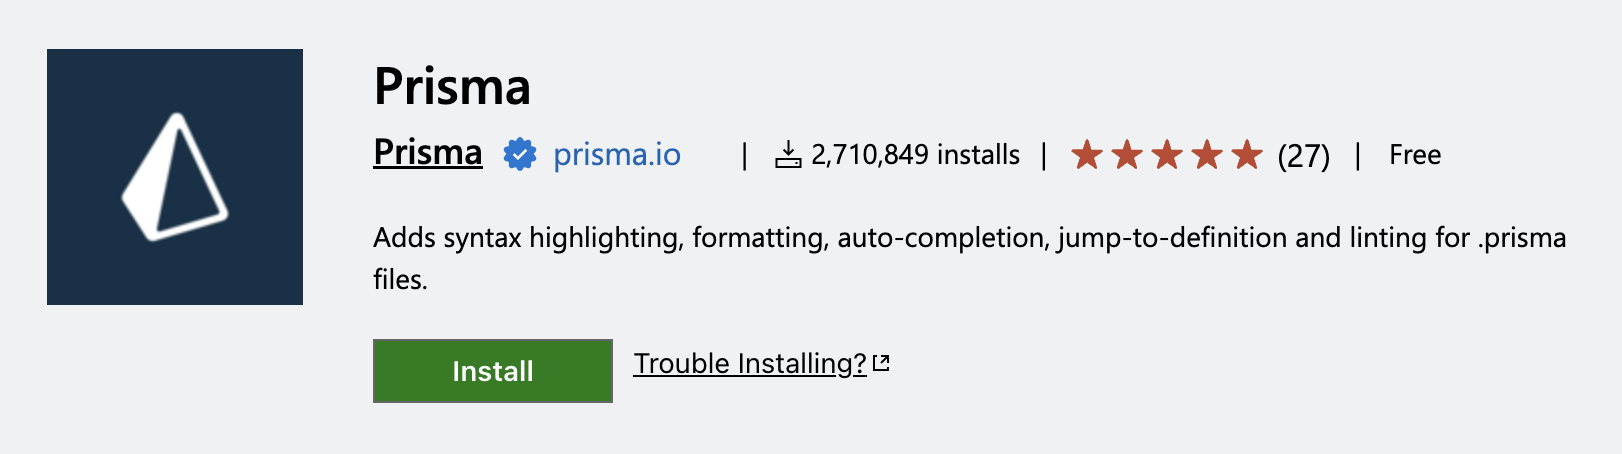 Prisma
Prisma prisma.io | 2,710,849 installs | (27) | Free
Adds syntax highlighting, formatting, auto-completion, jump-to-definition and linting for .prisma
files.
Install Trouble Installing?